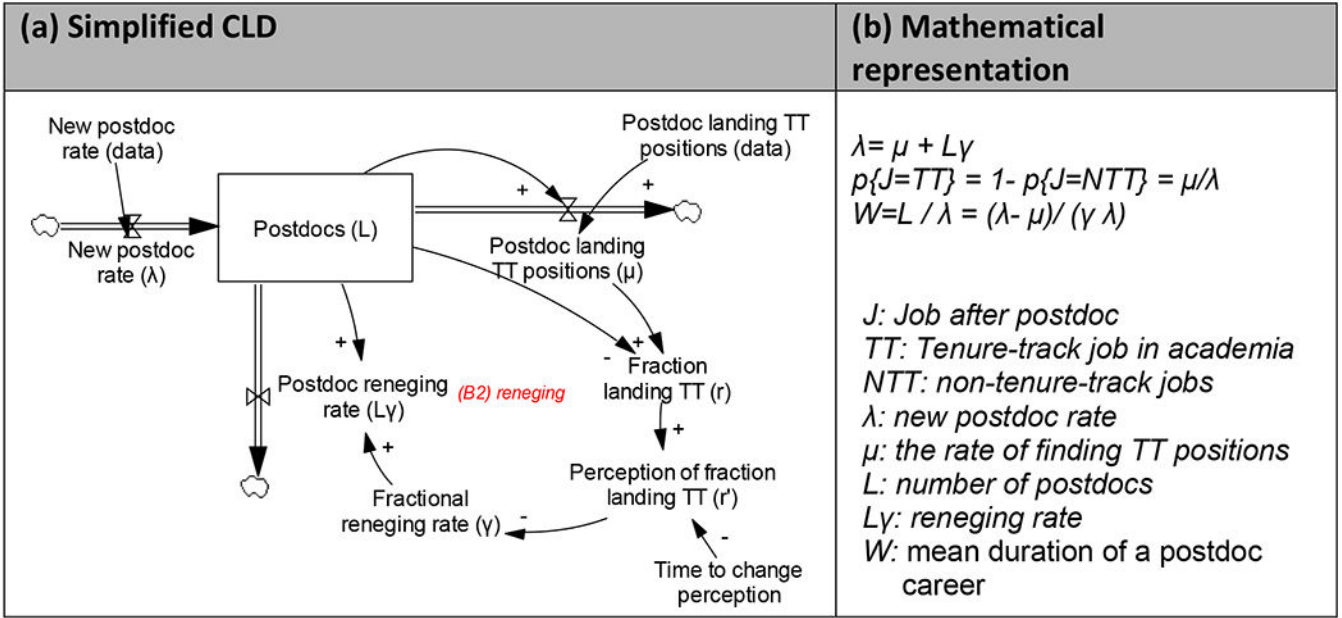 (a) Simplified CLD
New postdoc
rate (data)
Postdoc landing TT
positions (data)
+
+
Postdocs (L)
New postdoc
rate (λ)
Postdoc landing
TT positions (μ)
+
-
+
Fraction
landing TT (r)
Postdoc reneging
rate (Lγ)
(B2) reneging
+
+
Perception of fraction
landing TT (r')
Fractional
reneging rate (γ)
-
-
Time to change
perception
(b) Mathematical
representation
λ= μ + Lγ
p{J=TT} = 1- p{J=NTT} = μ/λ
W=L / λ = (λ- μ)/ (γ λ)
J: Job after postdoc
TT: Tenure-track job in academia
NTT: non-tenure-track jobs
λ: new postdoc rate
μ: the rate of finding TT positions
L: number of postdocs
Lγ: reneging rate
W: mean duration of a postdoc
career